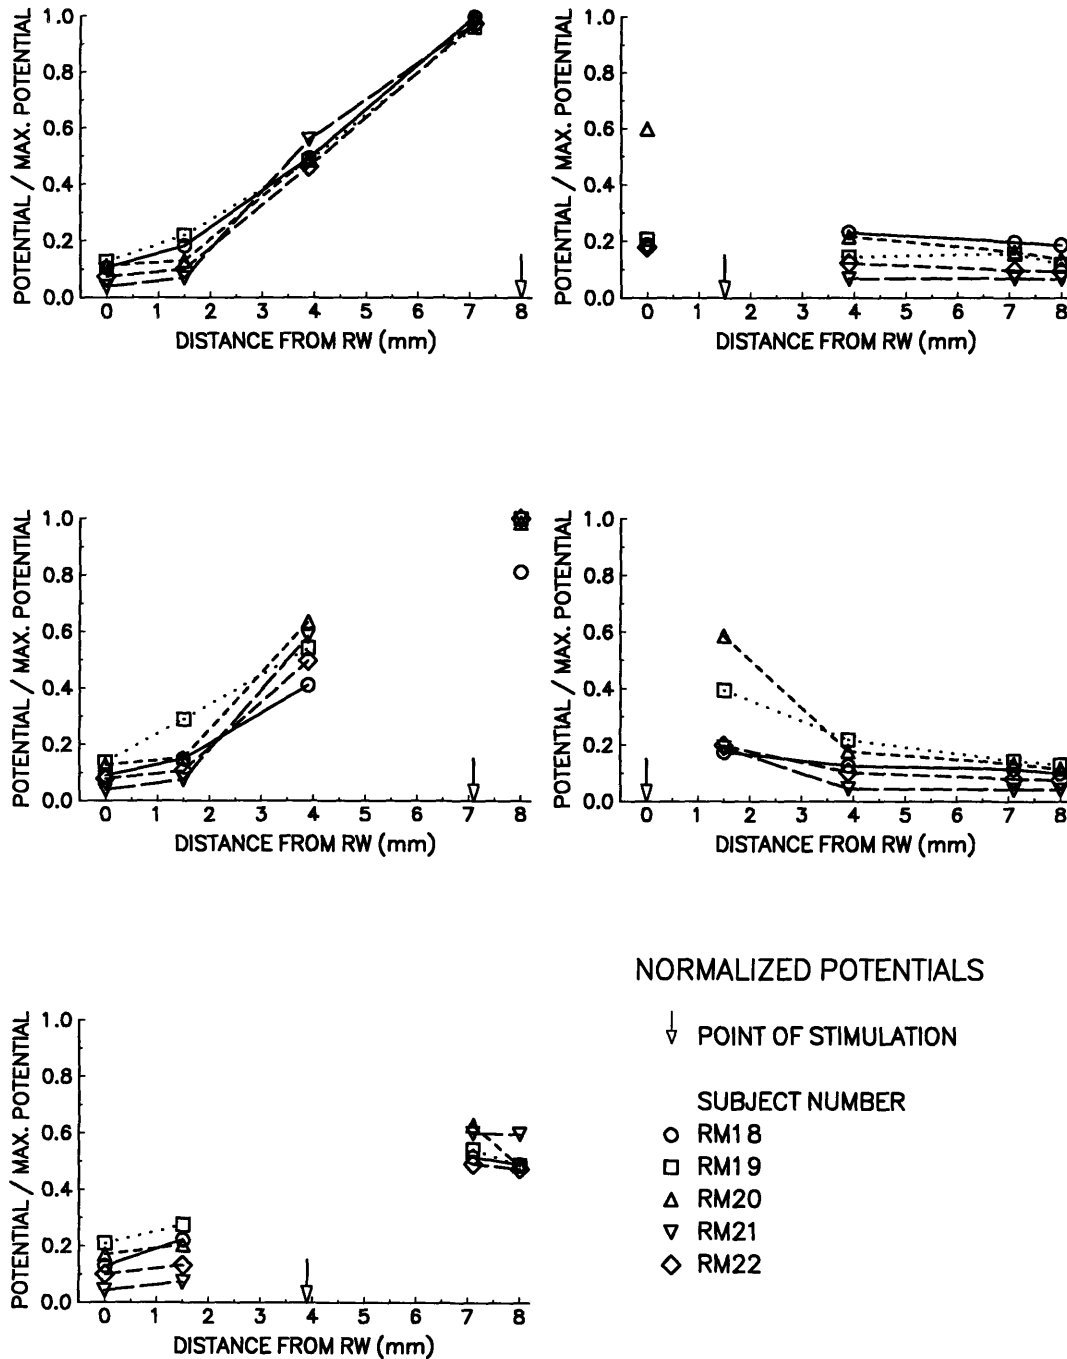 POTENTIAL / MAX. POTENTIAL
1.0
0.8
0.6
0.4
0.2
0.0
0 1 2 3 4 5 6 7 8
DISTANCE FROM RW (mm)
POTENTIAL / MAX. POTENTIAL
1.0
0.8
0.6
0.4
0.2
0.0
0 1 2 3 4 5 6 7 8
DISTANCE FROM RW (mm)
POTENTIAL / MAX. POTENTIAL
1.0
0.8
0.6
0.4
0.2
0.0
0 1 2 3 4 5 6 7 8
DISTANCE FROM RW (mm)
POTENTIAL / MAX. POTENTIAL
1.0
0.8
0.6
0.4
0.2
0.0
0 1 2 3 4 5 6 7 8
DISTANCE FROM RW (mm)
POTENTIAL / MAX. POTENTIAL
1.0
0.8
0.6
0.4
0.2
0.0
0 1 2 3 4 5 6 7 8
DISTANCE FROM RW (mm)
NORMALIZED POTENTIALS
POINT OF STIMULATION
SUBJECT NUMBER
RM18
RM19
RM20
RM21
RM22